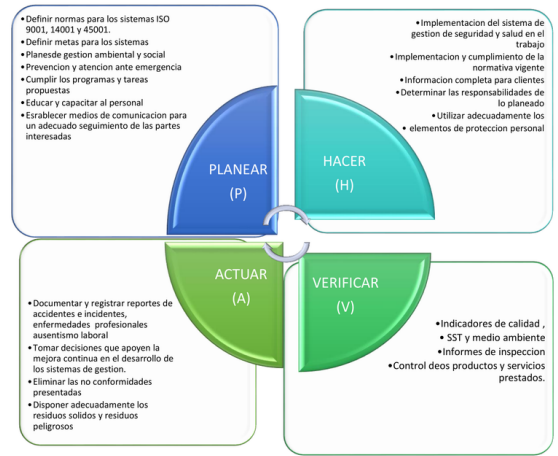 •Definir normas para los sistemas ISO
9001, 14001 y 45001.
•Definir metas para los sistemas
•Planesde gestion ambiental y social
•Prevencion y atencion ante emergencia
•Cumplir los programas y tareas
propuestas
•Educar y capacitar al personal
•Establecer medios de comunicacion para
un adecuado seguimiento de las partes
interesadas
PLANEAR
(P)
•Implementacion del sistema de
gestion de seguridad y salud en el
trabajo
•Implementacion y cumplimiento de la
normativa vigente
•Informacion completa para clientes
•Determinar las responsabilidades de
lo planeado
•Utilizar adecuadamente los
• elementos de proteccion personal
HACER
(H)
ACTUAR
(A)
•Documentar y registrar reportes de
accidentes e incidentes,
enfermedades profesionales
ausentismo laboral
•Tomar decisiones que apoyen la
mejora continua en el desarrollo de
los sistemas de gestion.
•Eliminar las no conformidades
presentadas
•Disponer adecuadamente los
residuos solidos y residuos
peligrosos
VERIFICAR
(V)
•Indicadores de calidad ,
• SST y medio ambiente
•Informes de inspeccion
•Control deos productos y servicios
prestados.